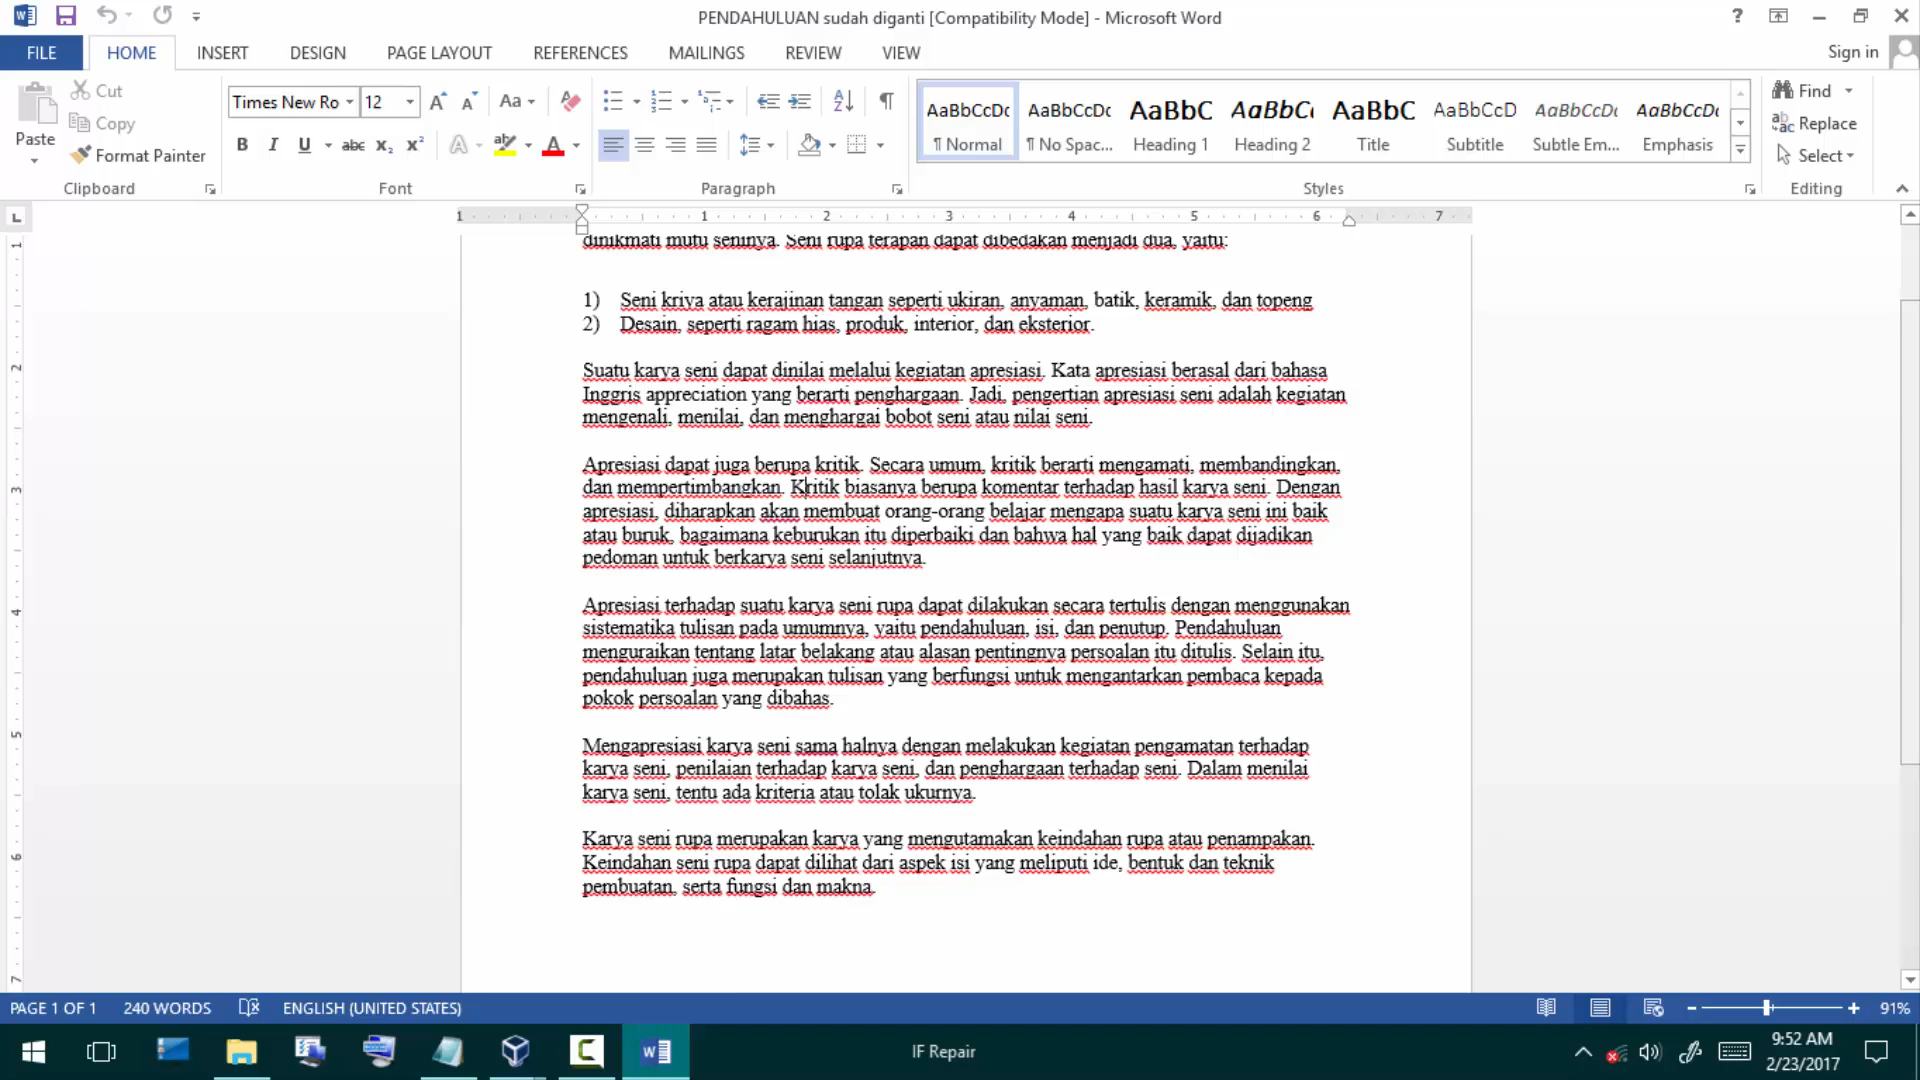 PENDAHULUAN sudah diganti [Compatibility Mode] - Microsoft Word
FILE HOME INSERT DESIGN PAGE LAYOUT REFERENCES MAILINGS REVIEW VIEW Sign in
Paste
Cut
Copy
Format Painter
Clipboard
Times New Ro 12
Font
Paragraph
AaBbCcDc AaBbCcDc AaBbC AaBbC AaBbC AaBbCcD AaBbCcDc AaBbCcDc
¶ Normal ¶ No Spac... Heading 1 Heading 2 Title Subtitle Subtle Em... Emphasis
Styles
Find
Replace
Select
Editing
1 1 2 3 4 5 6 7
dinikmati mutu seninya. Seni rupa terapan dapat dibedakan menjadi dua, yaitu:
1) Seni kriya atau kerajinan tangan seperti ukiran, anyaman, batik, keramik, dan topeng
2) Desain, seperti ragam hias, produk, interior, dan eksterior.
Suatu karya seni dapat dinilai melalui kegiatan apresiasi. Kata apresiasi berasal dari bahasa
Inggris appreciation yang berarti penghargaan. Jadi, pengertian apresiasi seni adalah kegiatan
mengenali, menilai, dan menghargai bobot seni atau nilai seni.
Apresiasi dapat juga berupa kritik. Secara umum, kritik berarti mengamati, membandingkan,
dan mempertimbangkan. Kritik biasanya berupa komentar terhadap hasil karya seni. Dengan
apresiasi, diharapkan akan membuat orang-orang belajar mengapa suatu karya seni ini baik
atau buruk, bagaimana keburukan itu diperbaiki dan bahwa hal yang baik dapat dijadikan
pedoman untuk berkarya seni selanjutnya.
Apresiasi terhadap suatu karya seni rupa dapat dilakukan secara tertulis dengan menggunakan
sistematika tulisan pada umumnya, yaitu pendahuluan, isi, dan penutup. Pendahuluan
menguraikan tentang latar belakang atau alasan pentingnya persoalan itu ditulis. Selain itu,
pendahuluan juga merupakan tulisan yang berfungsi untuk mengantarkan pembaca kepada
pokok persoalan yang dibahas.
Mengapresiasi karya seni sama halnya dengan melakukan kegiatan pengamatan terhadap
karya seni, penilaian terhadap karya seni, dan penghargaan terhadap seni. Dalam menilai
karya seni, tentu ada kriteria atau tolak ukurnya.
Karya seni rupa merupakan karya yang mengutamakan keindahan rupa atau penampakan.
Keindahan seni rupa dapat dilihat dari aspek isi yang meliputi ide, bentuk dan teknik
pembuatan, serta fungsi dan makna.
PAGE 1 OF 1 240 WORDS ENGLISH (UNITED STATES) 91%
IF Repair
9:52 AM
2/23/2017